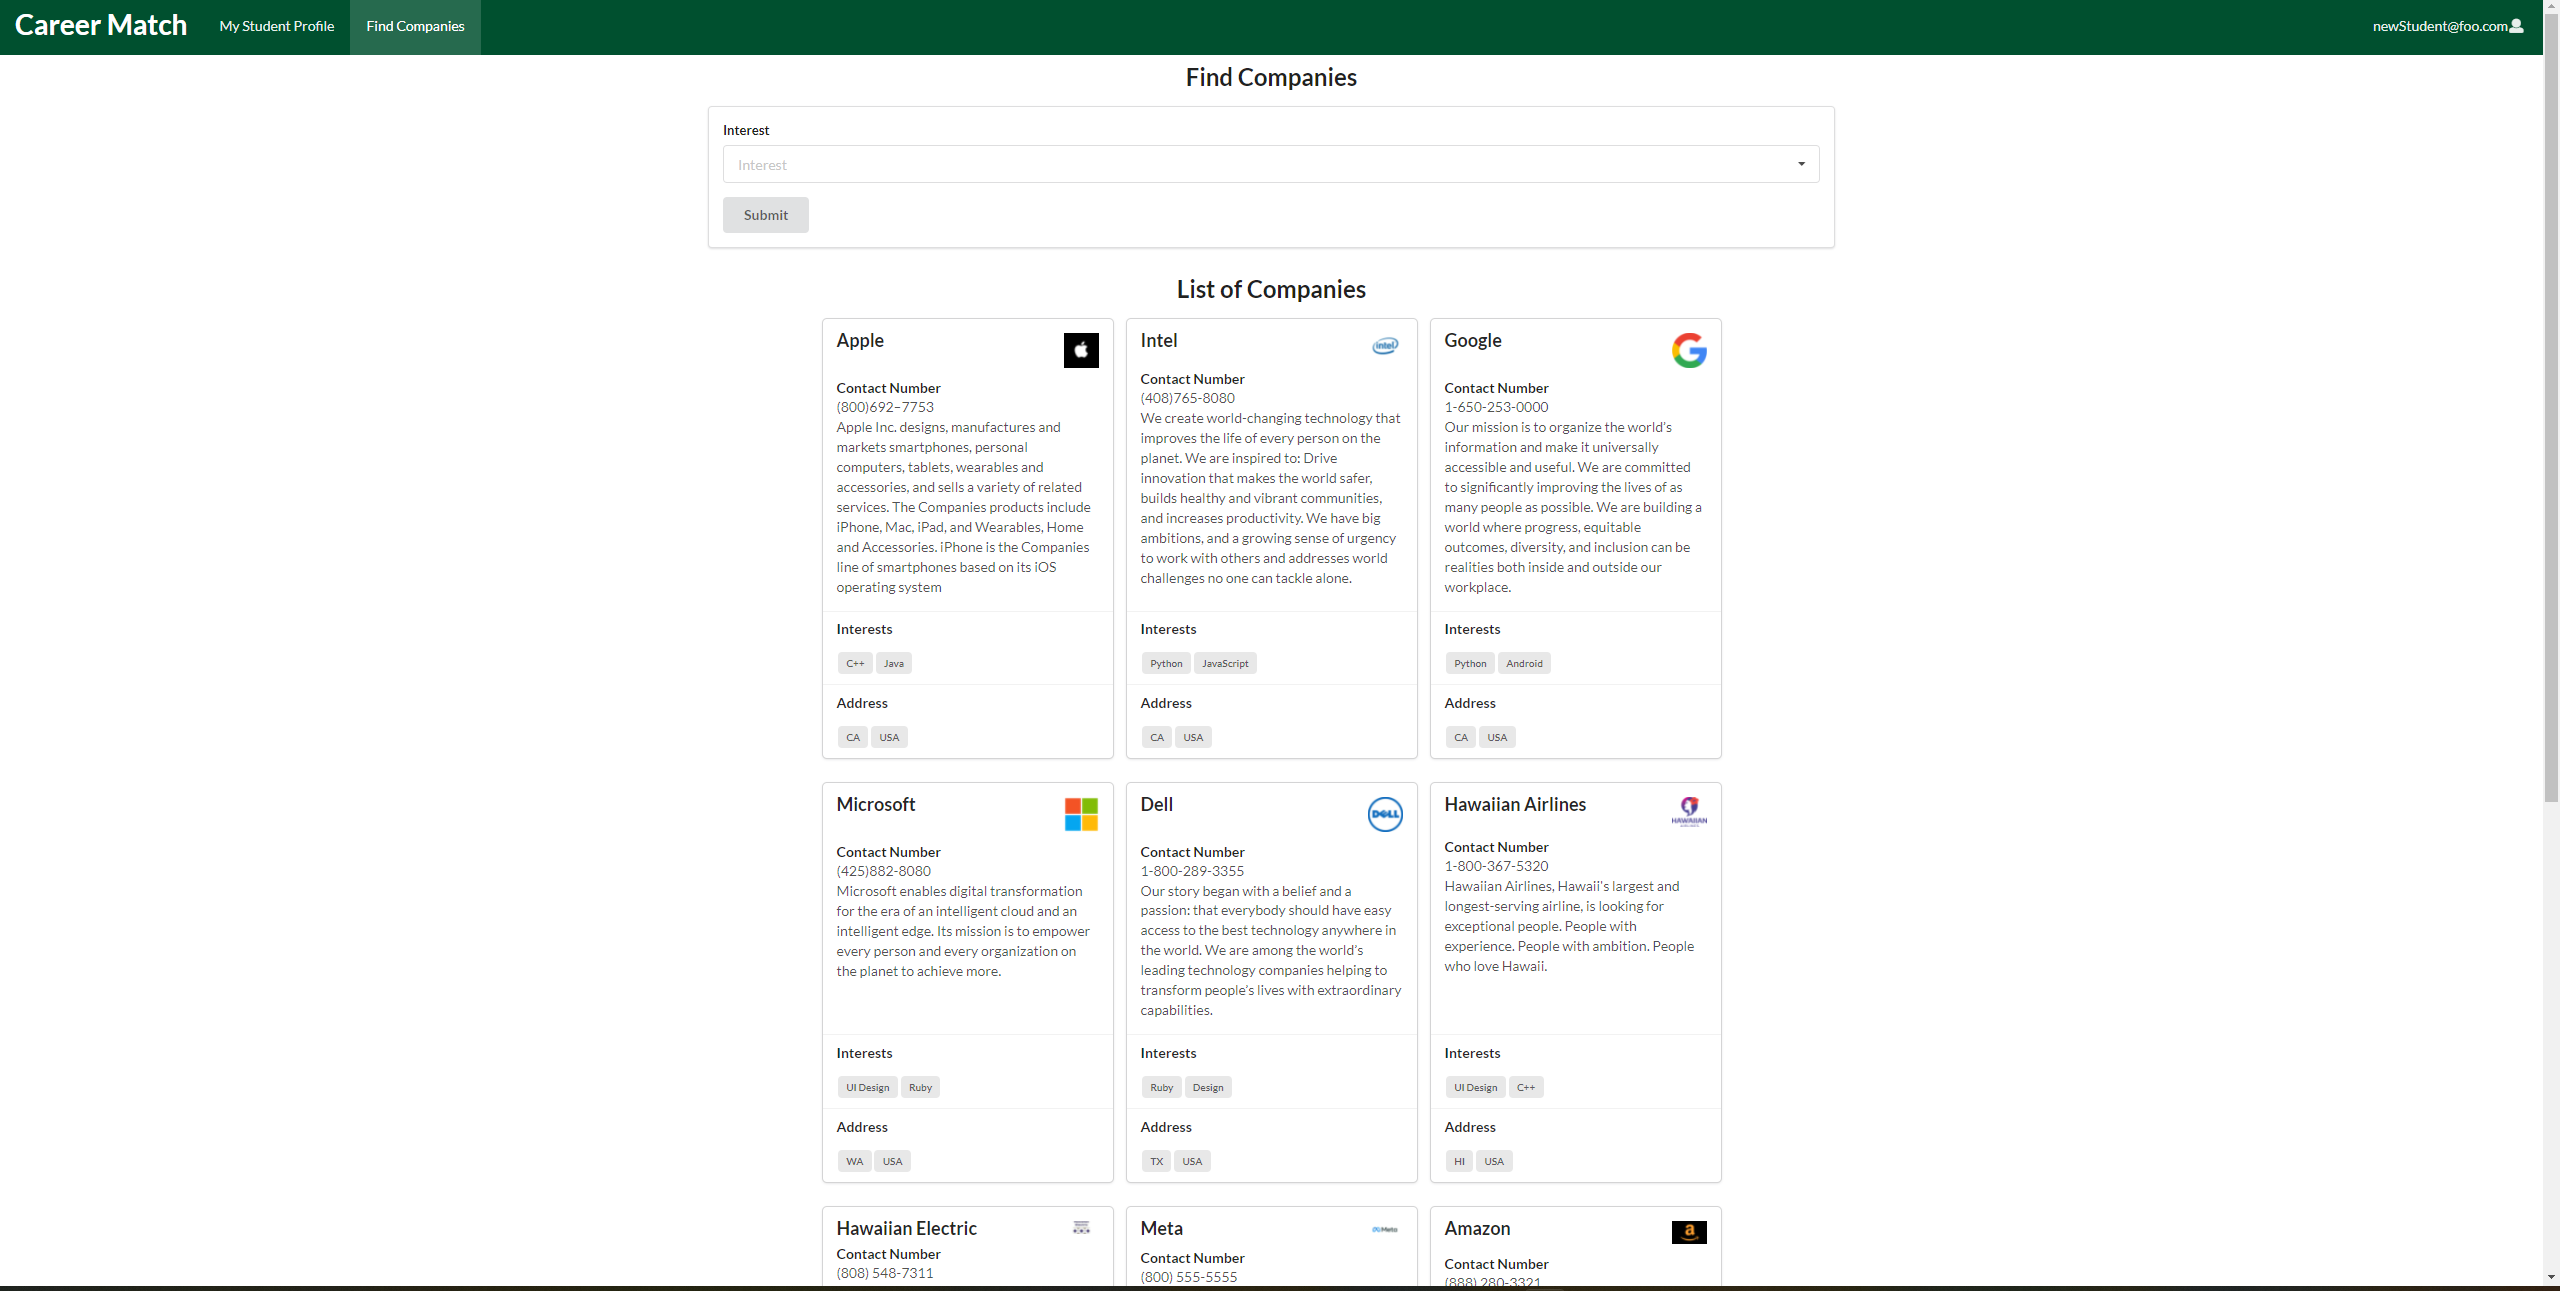 Career Match
My Student Profile
Find Companies
newStudent@foo.com
Find Companies
Interest
Interest
Submit
List of Companies
Apple
Contact Number
(800)692–7753
Apple Inc. designs, manufactures and
markets smartphones, personal
computers, tablets, wearables and
accessories, and sells a variety of related
services. The Companies products include
iPhone, Mac, iPad, and Wearables, Home
and Accessories. iPhone is the Companies
line of smartphones based on its iOS
operating system
Interests
C++ Java
Address
CA USA
Intel
intel
Contact Number
(408)765-8080
We create world-changing technology that
improves the life of every person on the
planet. We are inspired to: Drive
innovation that makes the world safer,
builds healthy and vibrant communities,
and increases productivity. We have big
ambitions, and a growing sense of urgency
to work with others and addresses world
challenges no one can tackle alone.
Interests
Python JavaScript
Address
CA USA
Google
Contact Number
1-650-253-0000
Our mission is to organize the world's
information and make it universally
accessible and useful. We are committed
to significantly improving the lives of as
many people as possible. We are building a
world where progress, equitable
outcomes, diversity, and inclusion can be
realities both inside and outside our
workplace.
Interests
Python Android
Address
CA USA
Microsoft
Contact Number
(425)882-8080
Microsoft enables digital transformation
for the era of an intelligent cloud and an
intelligent edge. Its mission is to empower
every person and every organization on
the planet to achieve more.
Interests
UI Design Ruby
Address
WA USA
Dell
DELL
Contact Number
1-800-289-3355
Our story began with a belief and a
passion: that everybody should have easy
access to the best technology anywhere in
the world. We are among the world's
leading technology companies helping to
transform people's lives with extraordinary
capabilities.
Interests
Ruby Design
Address
TX USA
Hawaiian Airlines
HAWAIIAN
Contact Number
1-800-367-5320
Hawaiian Airlines, Hawaii's largest and
longest-serving airline, is looking for
exceptional people. People with
experience. People with ambition. People
who love Hawaii.
Interests
UI Design C++
Address
HI USA
Hawaiian Electric
Contact Number
(808) 548-7311
Meta
Meta
Contact Number
(800) 555-5555
Amazon
a
Contact Number
(888) 280-3321